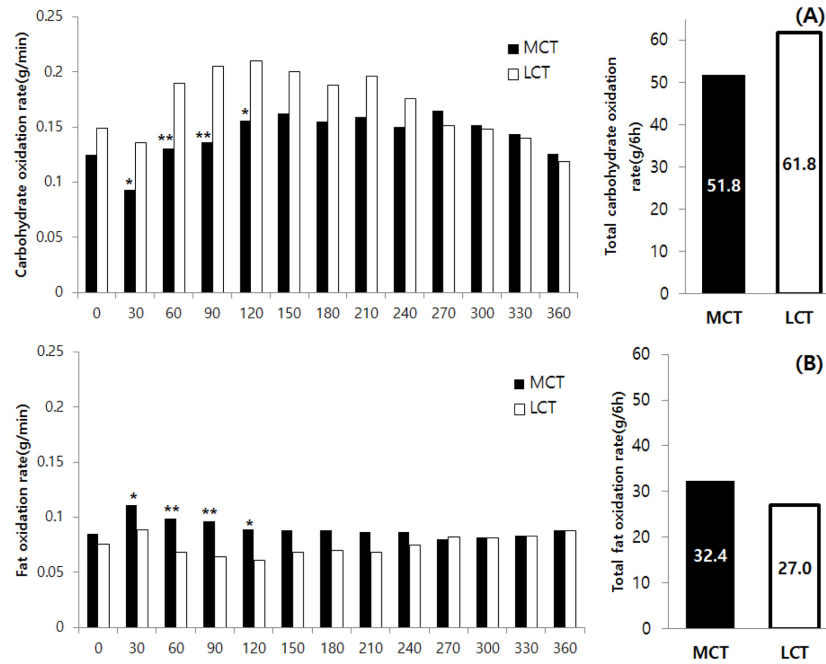 (A)
0.25
0.2
0.15
0.1
0.05
0
Carbohydrate oxidation rate(g/min)
MCT
LCT
*
**
**
*
0 30 60 90 120 150 180 210 240 270 300 330 360
Total carbohydrate oxidation
rate(g/6h)
60
50
40
30
20
10
0
51.8
61.8
MCT LCT
(B)
0.25
0.2
0.15
0.1
0.05
0
Fat oxidation rate(g/min)
MCT
LCT
*
**
**
*
0 30 60 90 120 150 180 210 240 270 300 330 360
Total fat oxidation rate(g/6h)
60
50
40
30
20
10
0
32.4
27.0
MCT LCT